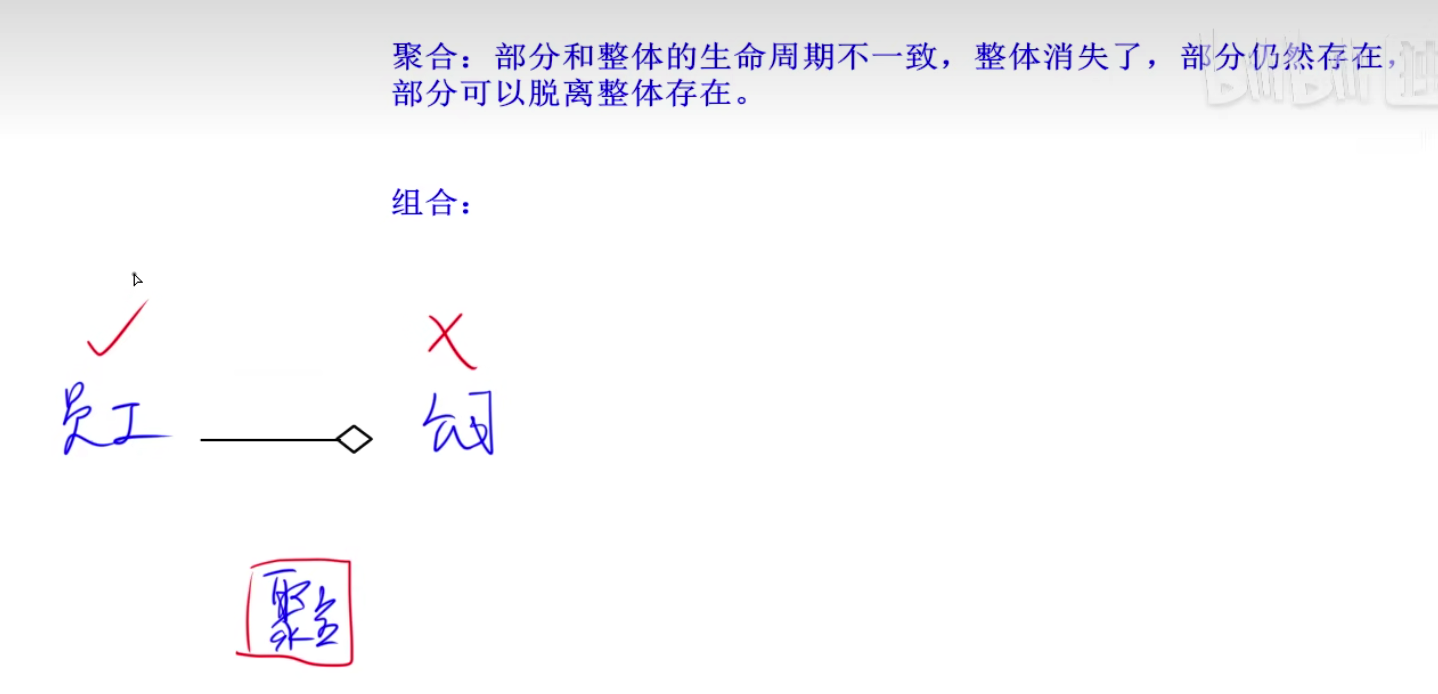 聚合：部分和整体的生命周期不一致，整体消失了，部分仍然存在，
部分可以脱离整体存在。
bilibili
组合：
员工
公司
聚合